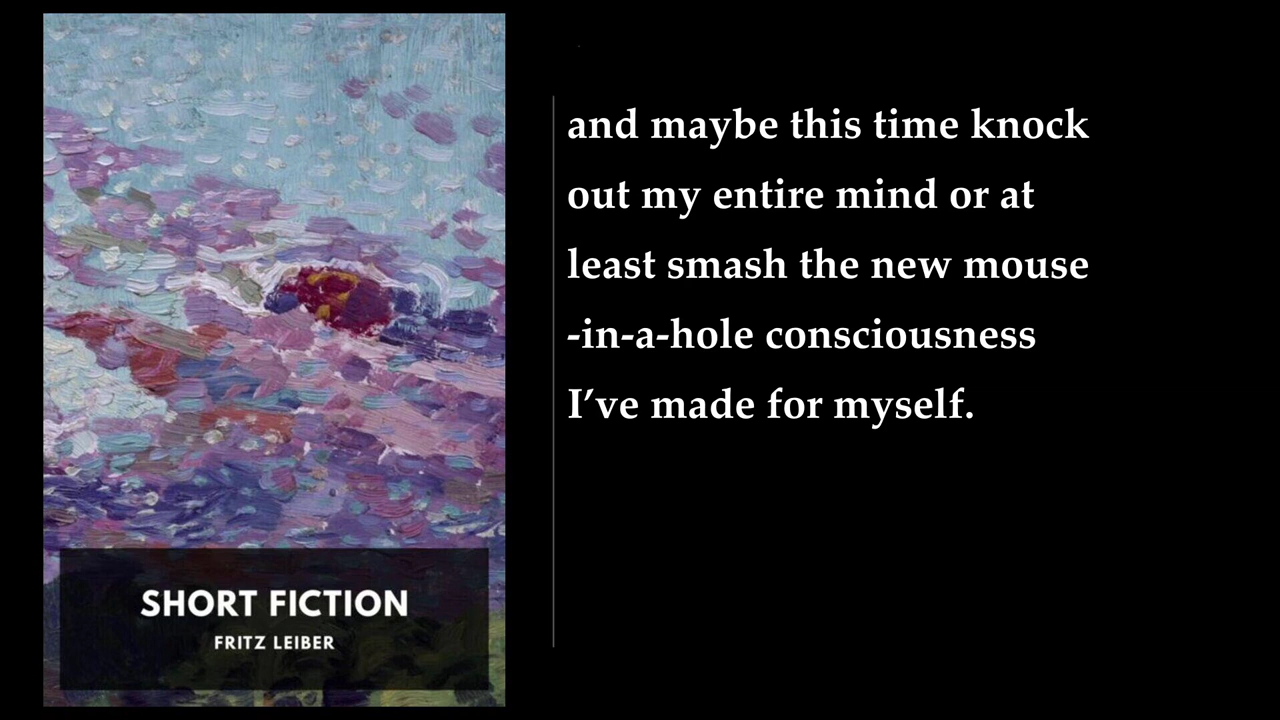 and maybe this time knock
out my entire mind or at
least smash the new mouse
-in-a-hole consciousness
I’ve made for myself.
SHORT FICTION
FRITZ LEIBER